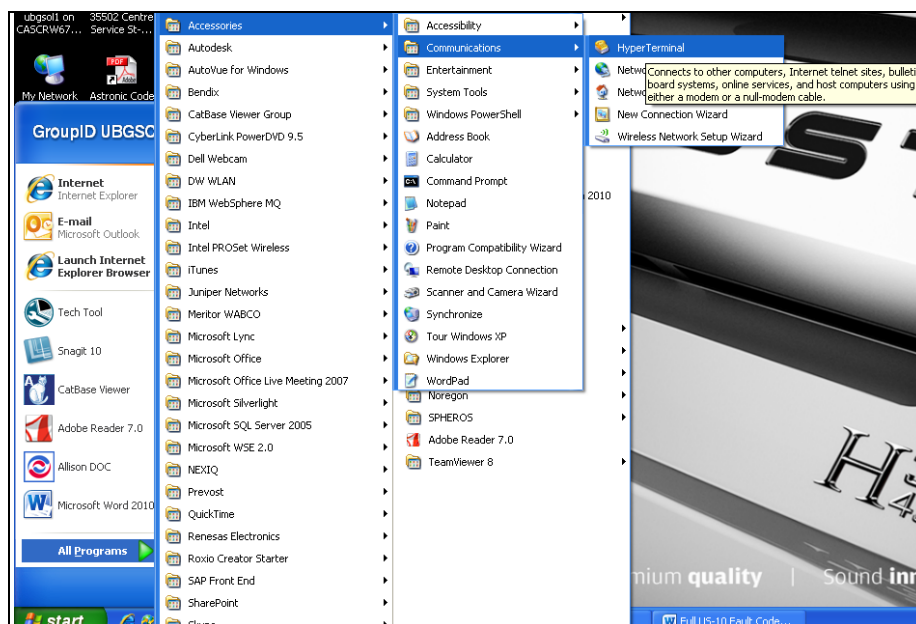 ubgsol1 on
CASCRW67...
35502 Centre
Service St-...
My Network
Astronic Code
GroupID UBGSC
Internet
Internet Explorer
E-mail
Microsoft Outlook
Launch Internet
Explorer Browser
Tech Tool
Snagit 10
CatBase Viewer
Adobe Reader 7.0
Allison DOC
Microsoft Word 2010
All Programs
start
Accessories
Autodesk
AutoVue for Windows
Bendix
CatBase Viewer Group
CyberLink PowerDVD 9.5
Dell Webcam
DW WLAN
IBM WebSphere MQ
Intel
Intel PROSet Wireless
iTunes
Juniper Networks
Meritor WABCO
Microsoft Lync
Microsoft Office
Microsoft Office Live Meeting 2007
Microsoft Silverlight
Microsoft SQL Server 2005
Microsoft WSE 2.0
NEXIQ
Prevost
QuickTime
Renesas Electronics
Roxio Creator Starter
SAP Front End
SharePoint
Skype
Accessibility
Communications
Entertainment
System Tools
Windows PowerShell
Address Book
Calculator
Command Prompt
Notepad
Paint
Program Compatibility Wizard
Remote Desktop Connection
Scanner and Camera Wizard
Synchronize
Tour Windows XP
Windows Explorer
WordPad
Noregon
SPHEROS
Adobe Reader 7.0
TeamViewer 8
2010
HyperTerminal
Netwo
Netwo
New Connection Wizard
Wireless Network Setup Wizard
Connects to other computers, Internet telnet sites, bulleti
board systems, online services, and host computers using
either a modem or a null-modem cable.
OST
H3
45
mium quality | Sound inn
Full US-10 Fault Code...